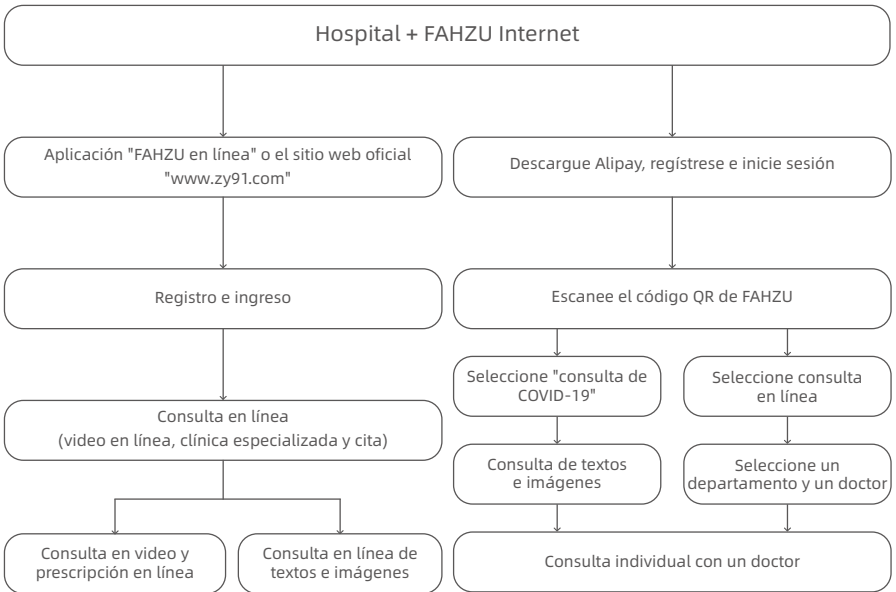 Hospital + FAHZU Internet
Aplicación "FAHZU en línea" o el sitio web oficial
"www.zy91.com"
Descargue Alipay, regístrese e inicie sesión
Registro e ingreso
Escanee el código QR de FAHZU
Seleccione "consulta de
COVID-19"
Seleccione consulta
en línea
Consulta en línea
(video en línea, clínica especializada y cita)
Consulta de textos
e imágenes
Seleccione un
departamento y un doctor
Consulta en video y
prescripción en línea
Consulta en línea de
textos e imágenes
Consulta individual con un doctor